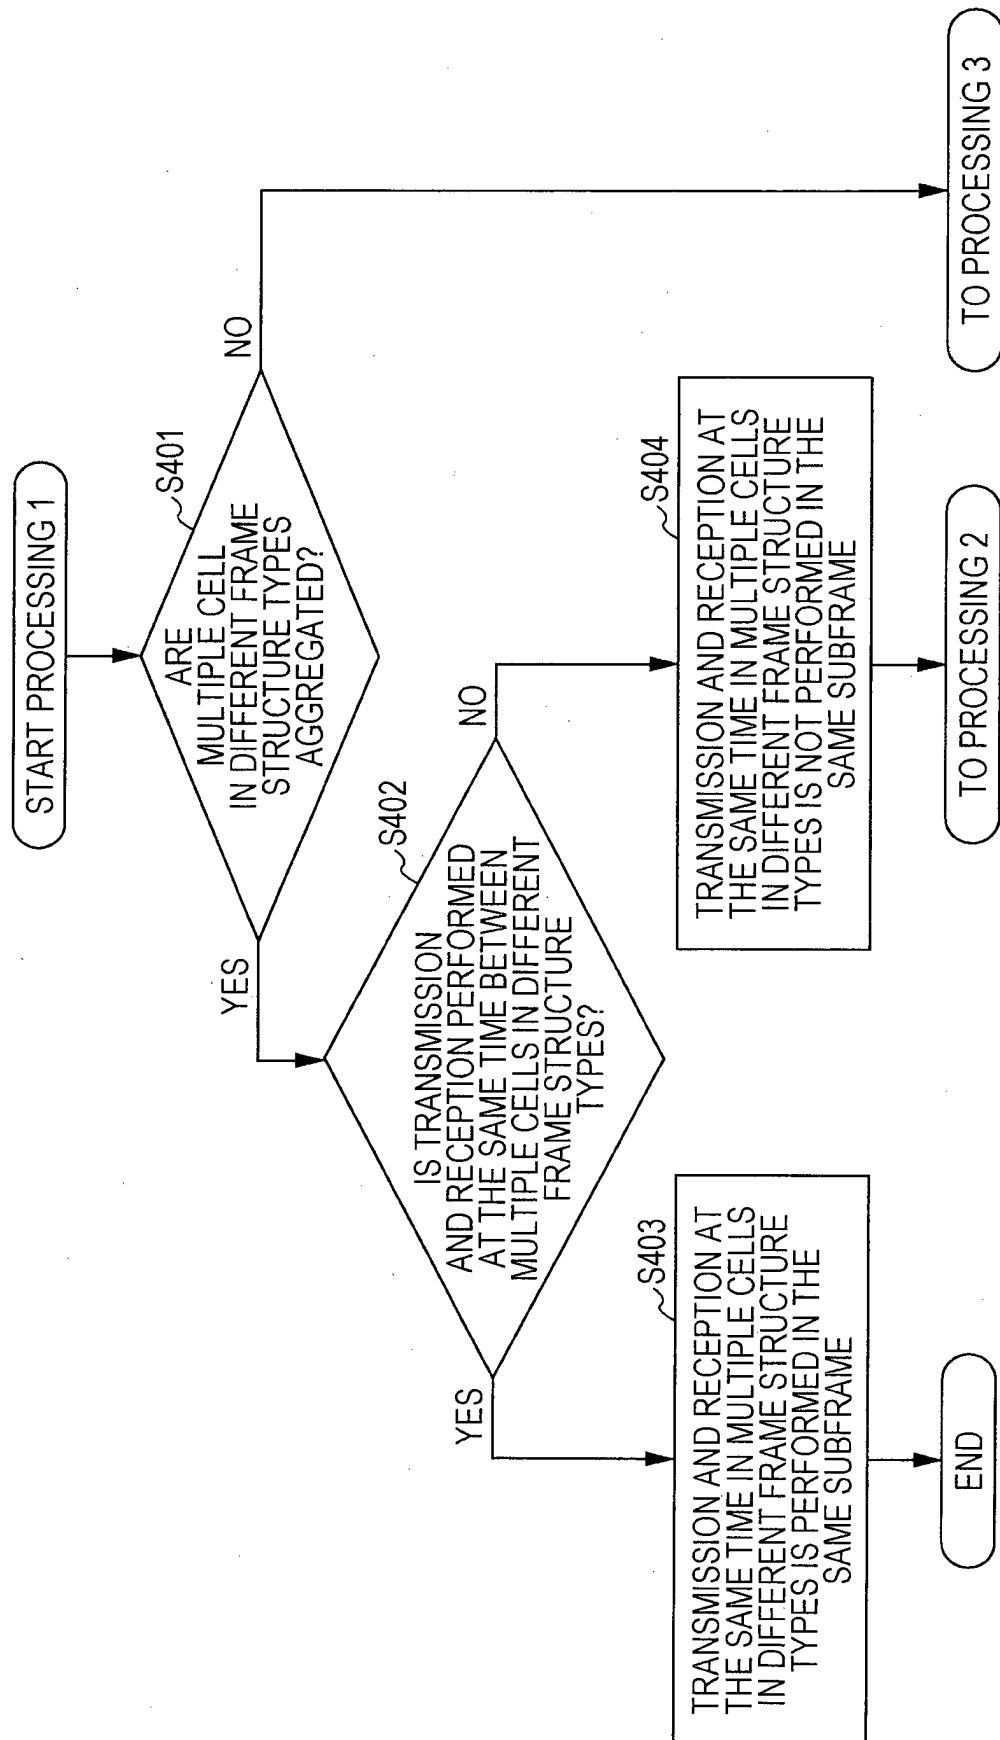 START PROCESSING 1
S401
ARE
MULTIPLE CELL
IN DIFFERENT FRAME
STRUCTURE TYPES
AGGREGATED?
YES
NO
S402
IS TRANSMISSION
AND RECEPTION PERFORMED
AT THE SAME TIME BETWEEN
MULTIPLE CELLS IN DIFFERENT
FRAME STRUCTURE
TYPES?
YES
NO
S403
TRANSMISSION AND RECEPTION AT
THE SAME TIME IN MULTIPLE CELLS
IN DIFFERENT FRAME STRUCTURE
TYPES IS PERFORMED IN THE
SAME SUBFRAME
S404
TRANSMISSION AND RECEPTION AT
THE SAME TIME IN MULTIPLE CELLS
IN DIFFERENT FRAME STRUCTURE
TYPES IS NOT PERFORMED IN THE
SAME SUBFRAME
END
TO PROCESSING 2
TO PROCESSING 3